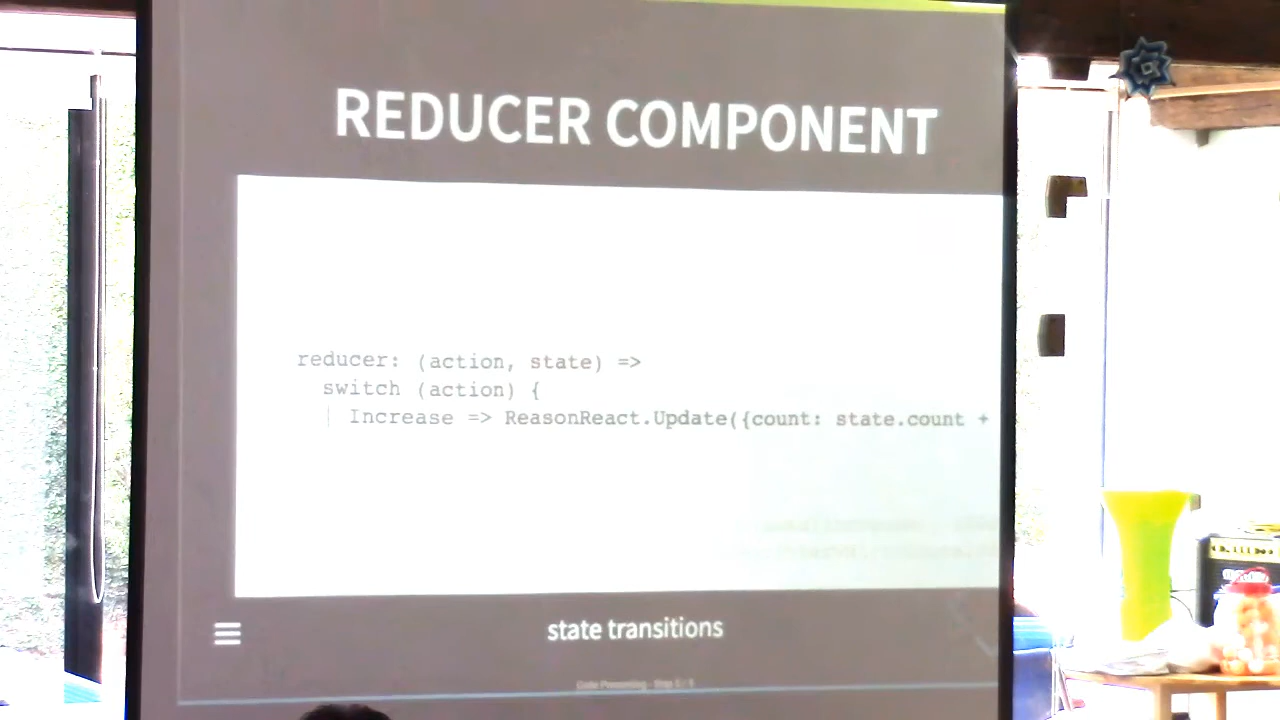 REDUCER COMPONENT
reducer: (action, state) =>
switch (action) {
| Increase => ReasonReact.Update({count: state.count +
state transitions